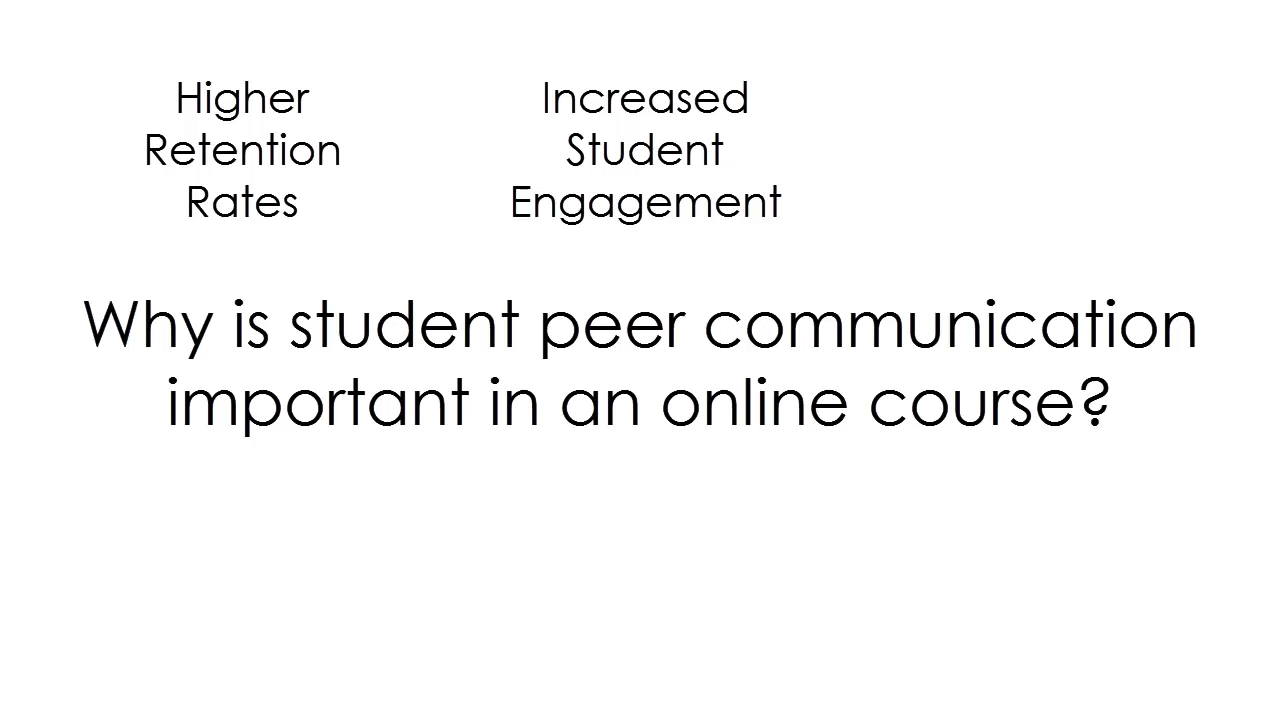 Higher
Retention
Rates
Increased
Student
Engagement
Why is student peer communication
important in an online course?